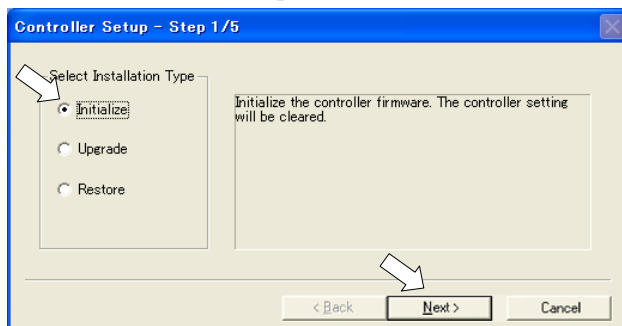 Controller Setup - Step 1/5
Select Installation Type
Initialize
Initialize the controller firmware. The controller setting
will be cleared.
Upgrade
Restore
< Back
Next >
Cancel